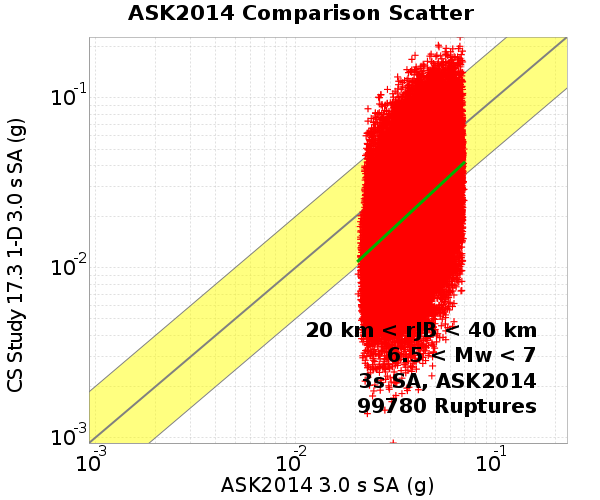 ASK2014 Comparison Scatter
CS Study 17.3 1-D 3.0 s SA (g)
10-1
10-2
10-3
20 km < rJB < 40 km
6.5 < Mw < 7
3s SA, ASK2014
99780 Ruptures
10-3 10-2 10-1
ASK2014 3.0 s SA (g)